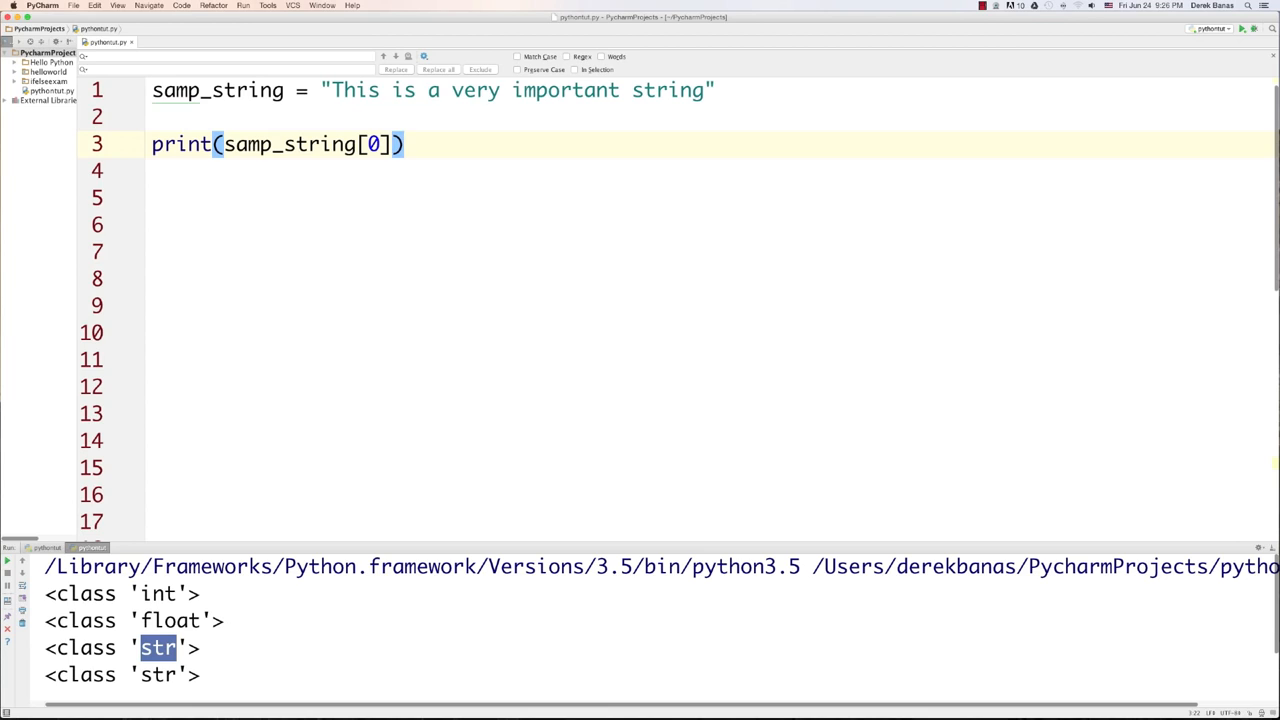 PyCharm File Edit View Navigate Code Refactor Run Tools VCS Window Help 10 Fri Jun 24 9:26 PM Derek Banas
pythontut.py - PycharmProjects - [~/PycharmProjects]
PycharmProjects pythontut.py pythontut
pythontut.py
PycharmProject
Hello Python
helloworld
ifelseexam
pythontut.py
External Librarie
Match Case Regex Words
Replace Replace all Exclude Preserve Case In Selection
1 samp_string = "This is a very important string"
2
3 print(samp_string[0])
4
5
6
7
8
9
10
11
12
13
14
15
16
17
Run: pythontut pythontut
/Library/Frameworks/Python.framework/Versions/3.5/bin/python3.5 /Users/derekbanas/PycharmProjects/pytho
<class 'int'>
<class 'float'>
<class 'str'>
<class 'str'>
3:22 LF÷ UTF-8÷